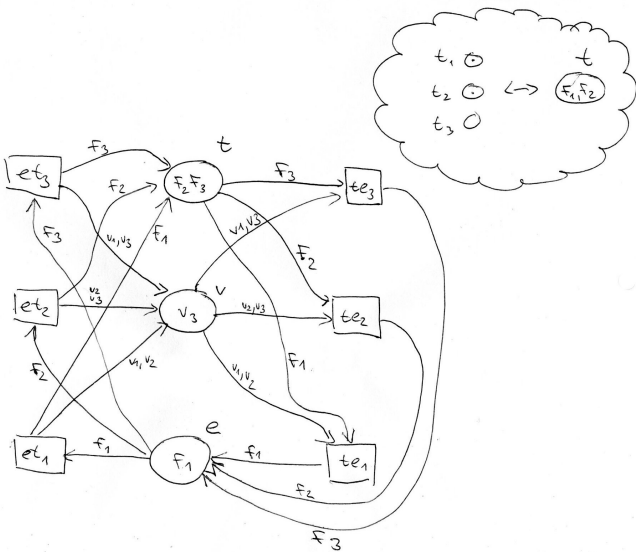 t₁
t
t₂
F₁,F₂
t₃
t
F₃
et₃
F₂F₃
F₃
te₃
F₂
F₃
v₁,v₃
F₁
v₁,v₃
F₂
v
et₂
v₂
v₃
v₃
v₂,v₃
te₂
F₂
v₁,v₂
v₁,v₂
F₁
e
et₁
f₁
F₁
f₁
te₁
f₂
F₃